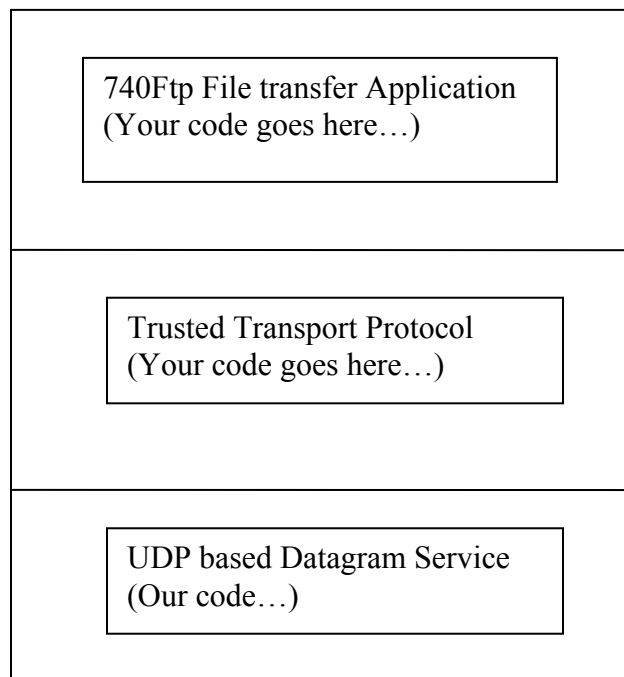 740Ftp File transfer Application
(Your code goes here…)
Trusted Transport Protocol
(Your code goes here…)
UDP based Datagram Service
(Our code…)